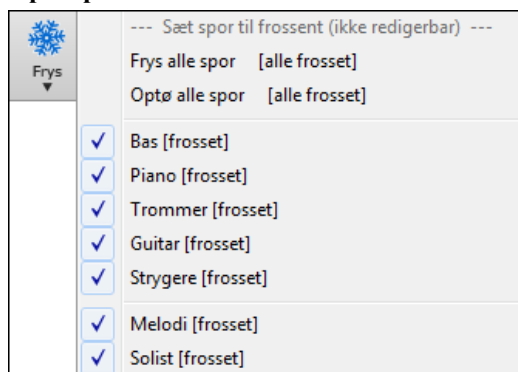 --- Sæt spor til frossent (ikke redigerbar) ---
Frys
Frys alle spor [alle frosset]
Optø alle spor [alle frosset]
Bas [frosset]
Piano [frosset]
Trommer [frosset]
Guitar [frosset]
Strygere [frosset]
Melodi [frosset]
Solist [frosset]